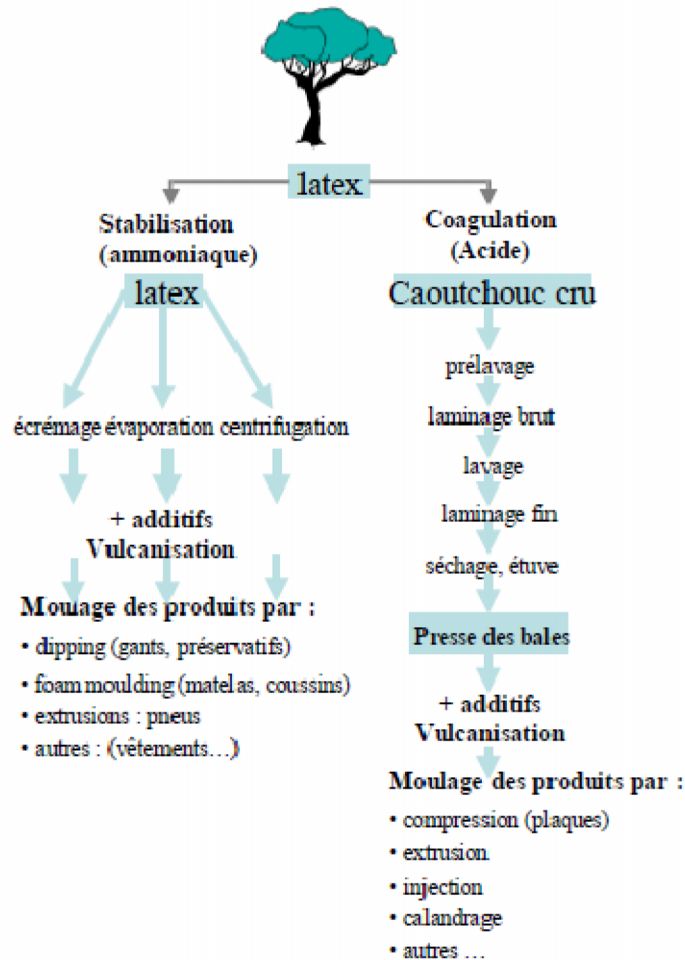 latex
Stabilisation
(ammoniaque)
latex
écrémage évaporation centrifugation
+ additifs
Vulcanisation
Moulage des produits par :
• dipping (gants, préservatifs)
• foam moulding (matelas, coussins)
• extrusions : pneus
• autres : (vêtements…)
Coagulation
(Acide)
Caoutchouc cru
prélavage
laminage brut
lavage
laminage fin
séchage, étuve
Presse des bales
+ additifs
Vulcanisation
Moulage des produits par :
• compression (plaques)
• extrusion
• injection
• calandrage
• autres …